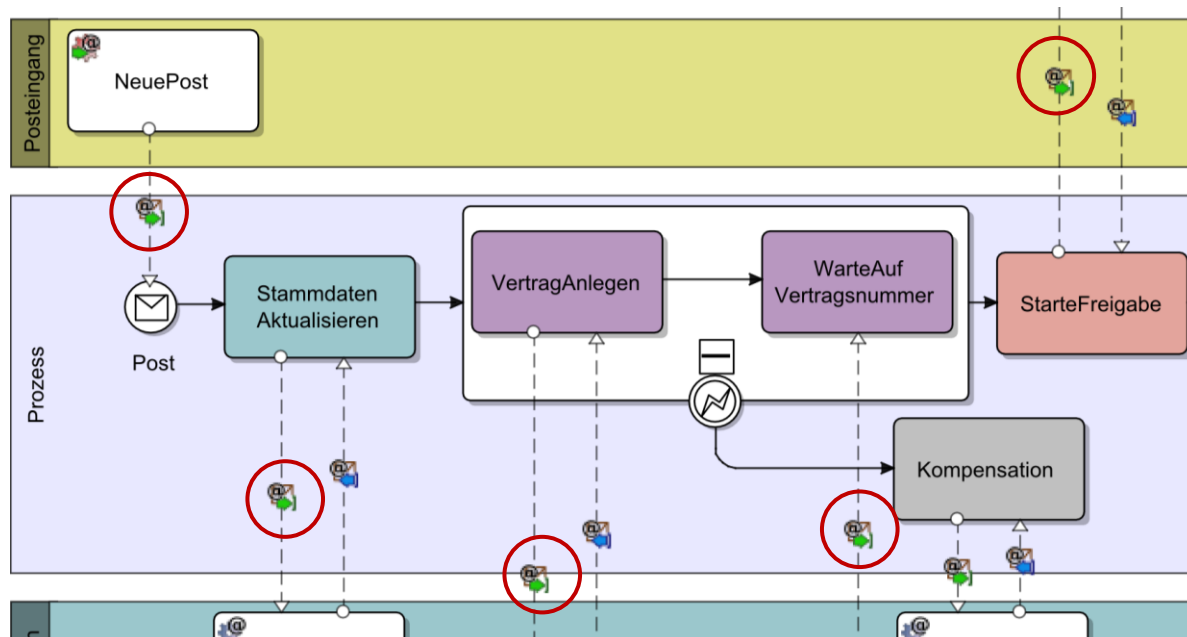 Posteingang
NeuePost
Prozess
Post
Stammdaten
Aktualisieren
VertragAnlegen
WarteAuf
Vertragsnummer
StarteFreigabe
Kompensation